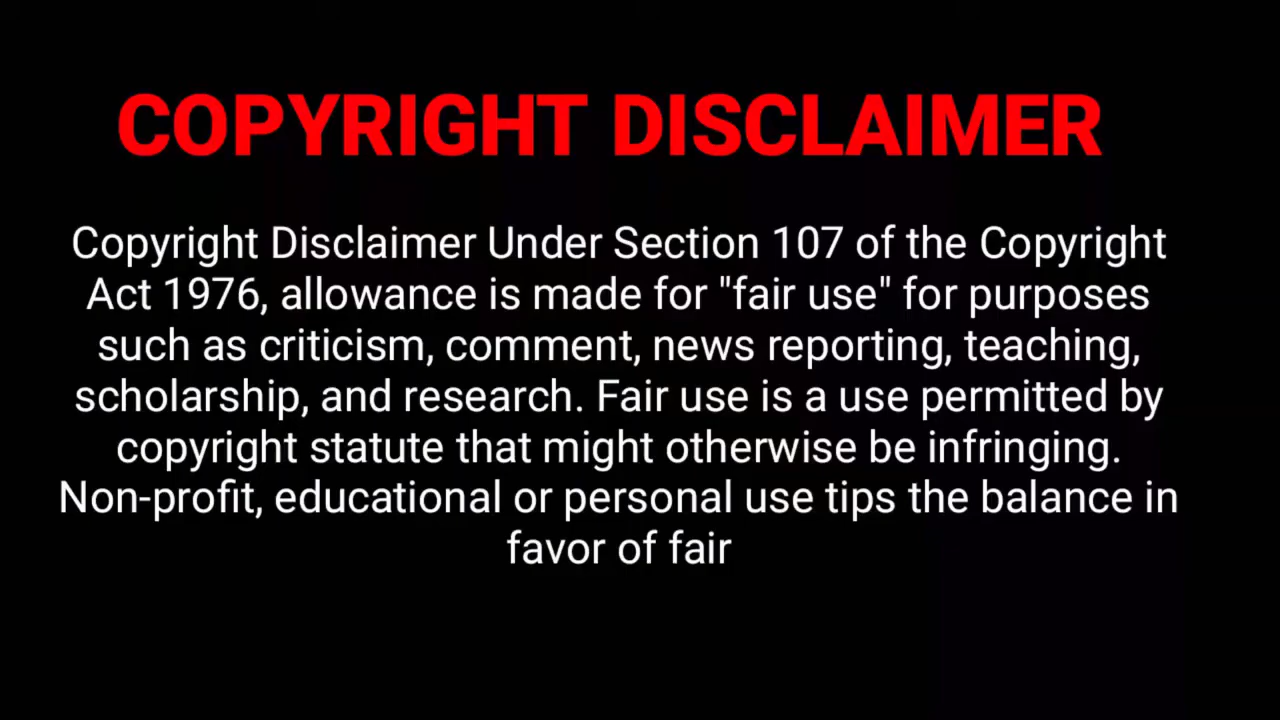 COPYRIGHT DISCLAIMER
Copyright Disclaimer Under Section 107 of the Copyright
Act 1976, allowance is made for "fair use" for purposes
such as criticism, comment, news reporting, teaching,
scholarship, and research. Fair use is a use permitted by
copyright statute that might otherwise be infringing.
Non-profit, educational or personal use tips the balance in
favor of fair